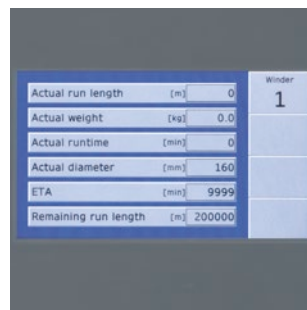 Winder
1
Actual run length [m] 0
Actual weight [kg] 0.0
Actual runtime [min] 0
Actual diameter [mm] 160
ETA [min] 9999
Remaining run length [m] 200000